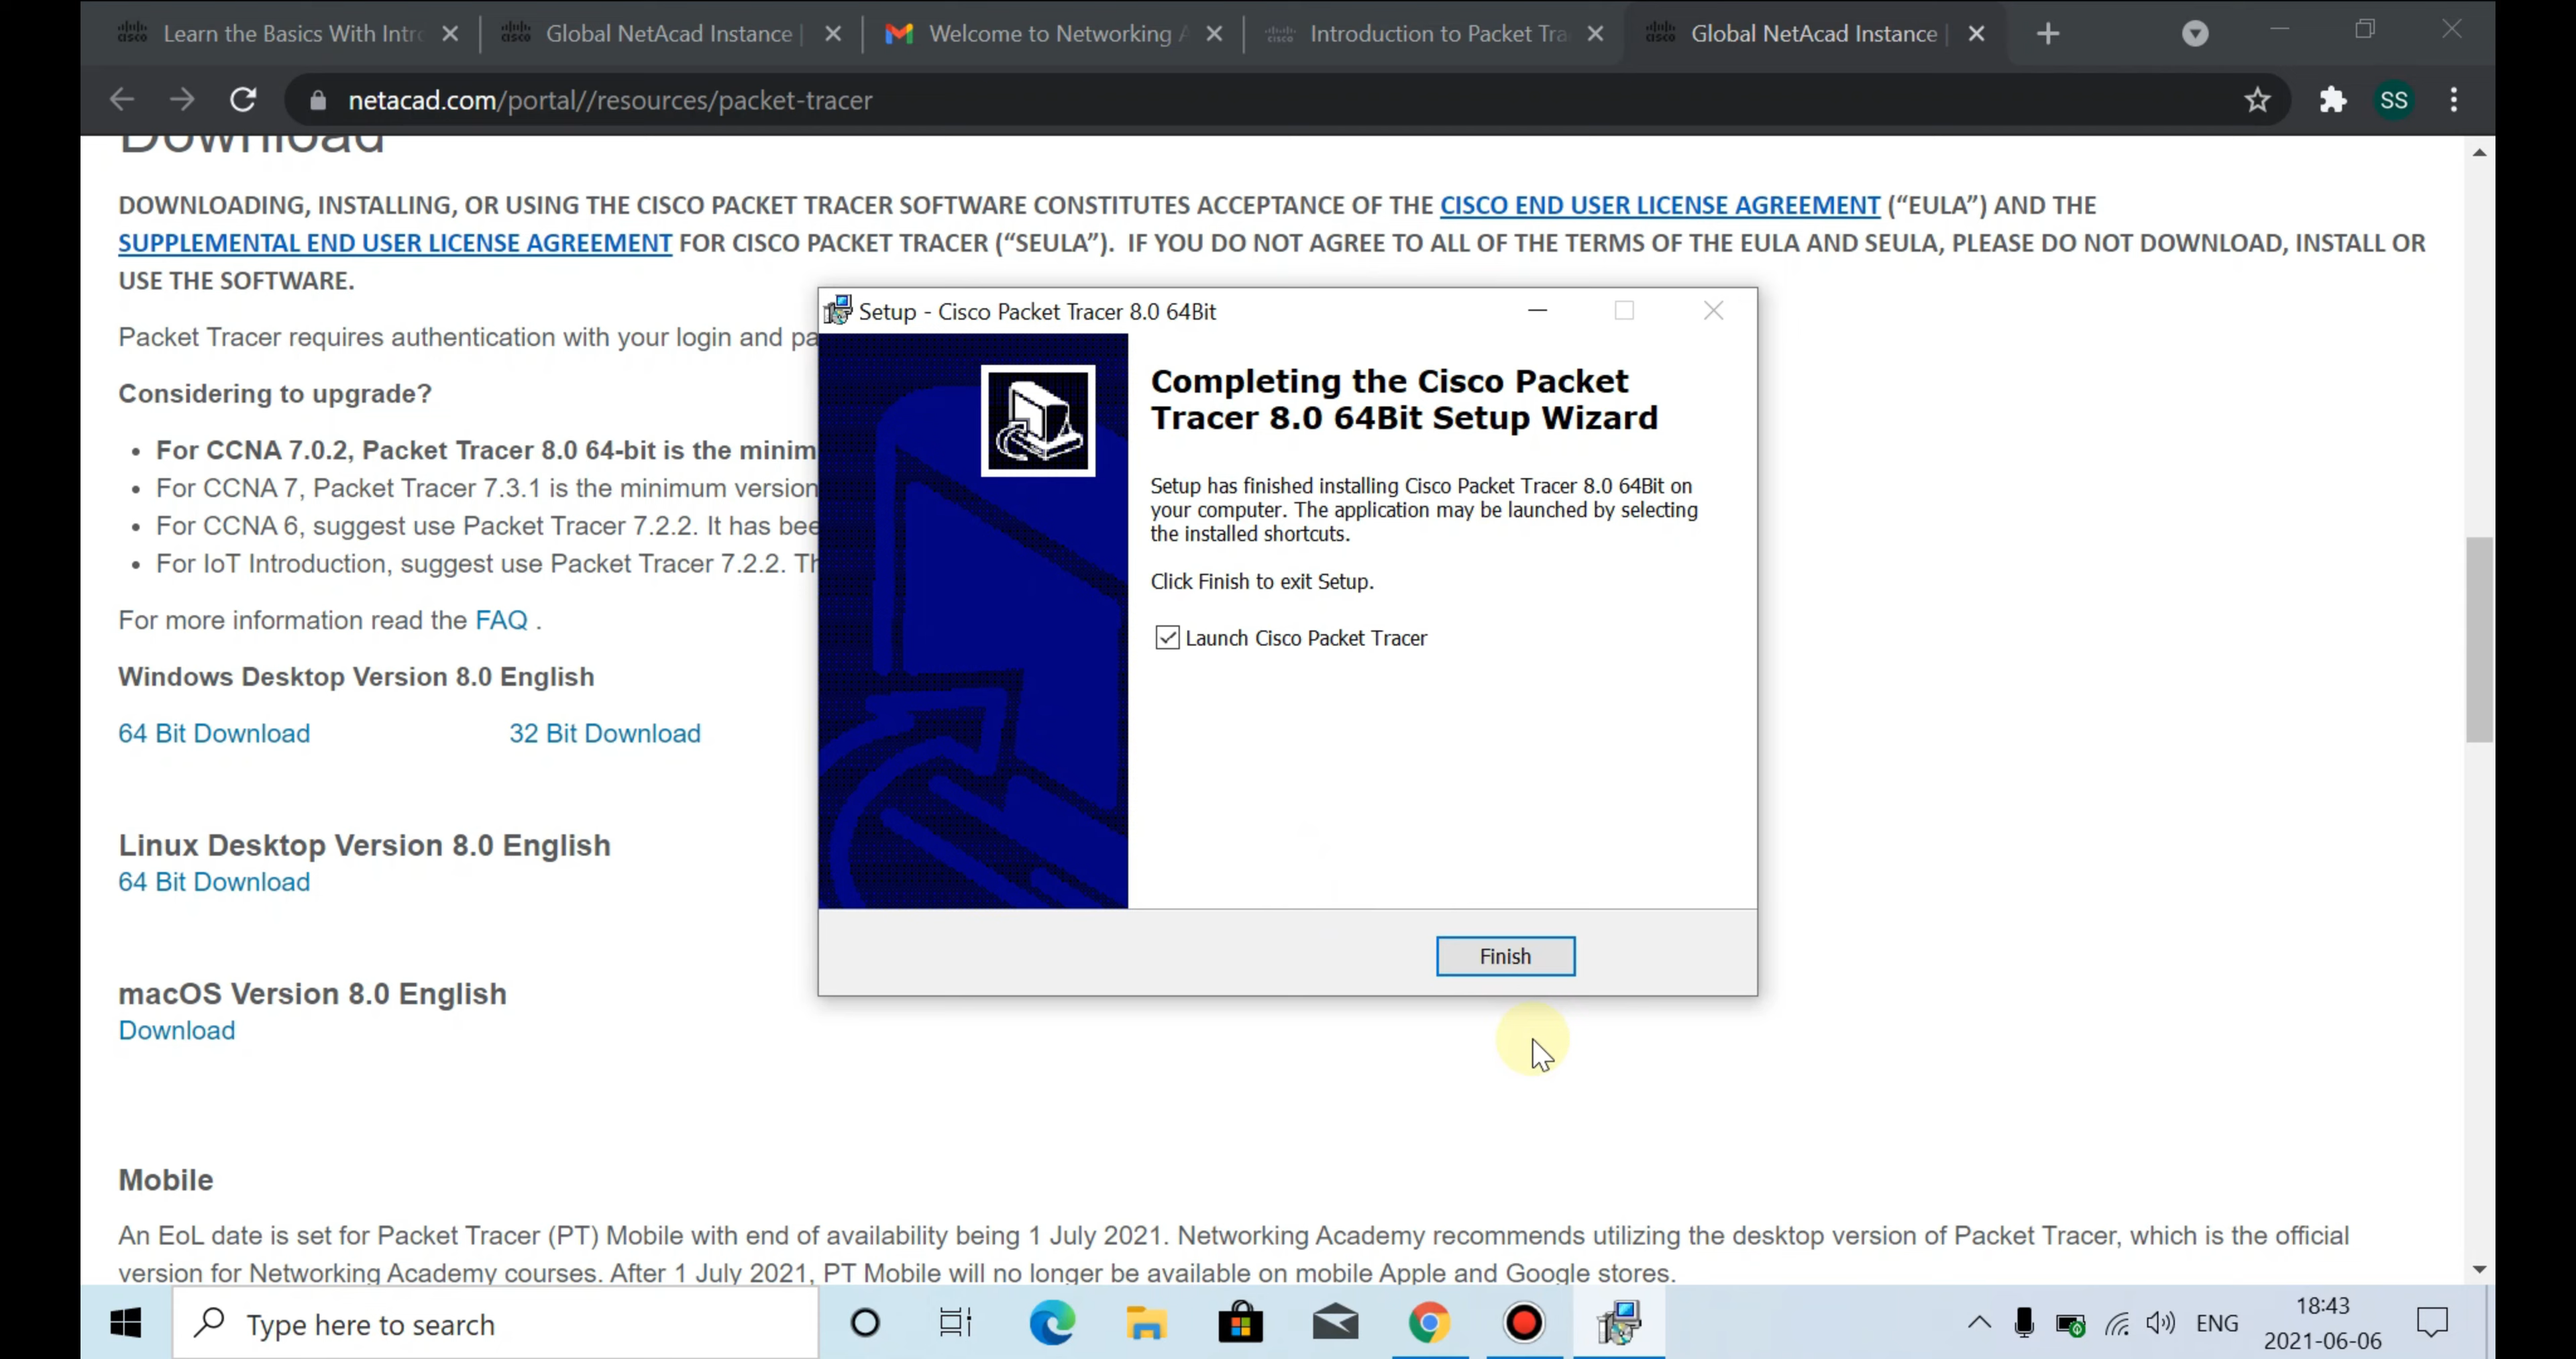 Learn the Basics With Intro
Global NetAcad Instance |
Welcome to Networking A
Introduction to Packet Tra
Global NetAcad Instance |
netacad.com/portal//resources/packet-tracer
SS
Download
DOWNLOADING, INSTALLING, OR USING THE CISCO PACKET TRACER SOFTWARE CONSTITUTES ACCEPTANCE OF THE CISCO END USER LICENSE AGREEMENT (“EULA”) AND THE
SUPPLEMENTAL END USER LICENSE AGREEMENT FOR CISCO PACKET TRACER (“SEULA”).  IF YOU DO NOT AGREE TO ALL OF THE TERMS OF THE EULA AND SEULA, PLEASE DO NOT DOWNLOAD, INSTALL OR
USE THE SOFTWARE.
Packet Tracer requires authentication with your login and pa
Considering to upgrade?
• For CCNA 7.0.2, Packet Tracer 8.0 64-bit is the minim
• For CCNA 7, Packet Tracer 7.3.1 is the minimum version
• For CCNA 6, suggest use Packet Tracer 7.2.2. It has bee
• For IoT Introduction, suggest use Packet Tracer 7.2.2. Th
For more information read the FAQ .
Windows Desktop Version 8.0 English
64 Bit Download
32 Bit Download
Linux Desktop Version 8.0 English
64 Bit Download
macOS Version 8.0 English
Download
Setup - Cisco Packet Tracer 8.0 64Bit
Completing the Cisco Packet
Tracer 8.0 64Bit Setup Wizard
Setup has finished installing Cisco Packet Tracer 8.0 64Bit on
your computer. The application may be launched by selecting
the installed shortcuts.
Click Finish to exit Setup.
Launch Cisco Packet Tracer
Finish
Mobile
An EoL date is set for Packet Tracer (PT) Mobile with end of availability being 1 July 2021. Networking Academy recommends utilizing the desktop version of Packet Tracer, which is the official
version for Networking Academy courses. After 1 July 2021, PT Mobile will no longer be available on mobile Apple and Google stores.
Type here to search
ENG
18:43
2021-06-06